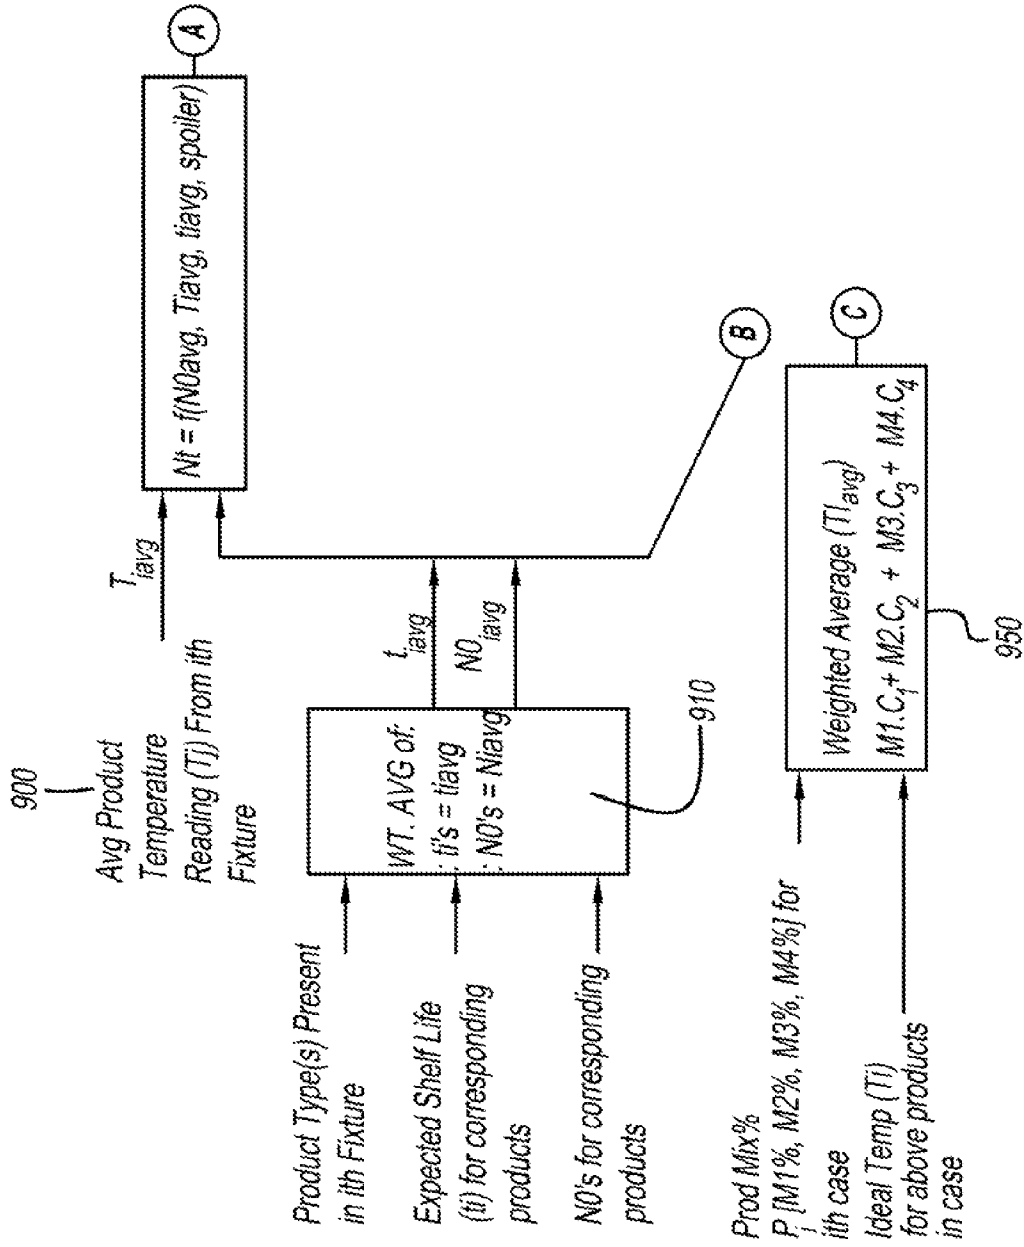 900
Avg Product
Temperature
Reading (Tj) From ith
Fixture
Tiavg
Nt = f(N0avg, Tiavg, tiavg, spoiler)
A
Product Type(s) Present
in ith Fixture
Expected Shelf Life
(ti) for corresponding
products
N0's for corresponding
products
WT. AVG of:
: ti's = tiavg
: N0's = Niavg
910
tiavg
N0iavg
B
Prod Mix%
Pi [M1%, M2%, M3%, M4%] for
ith case
Ideal Temp (Ti)
for above products
in case
Weighted Average (TIavg)
M1.C1+ M2.C2 + M3.C3 + M4.C4
950
C